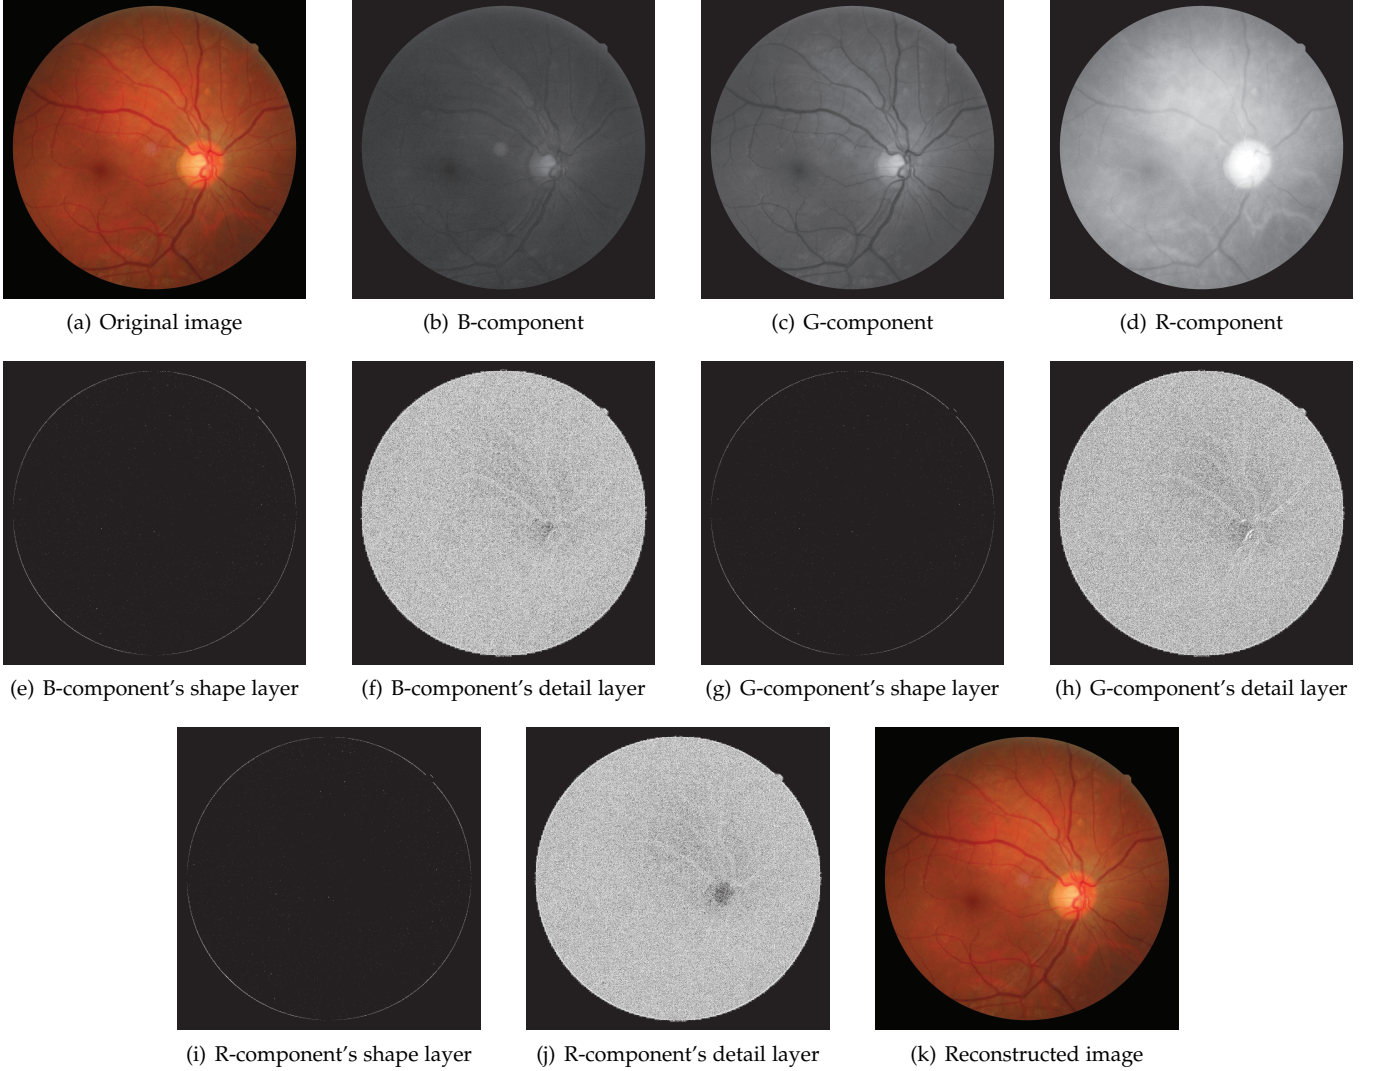 (a) Original image
(b) B-component
(c) G-component
(d) R-component
(e) B-component's shape layer
(f) B-component's detail layer
(g) G-component's shape layer
(h) G-component's detail layer
(i) R-component's shape layer
(j) R-component's detail layer
(k) Reconstructed image